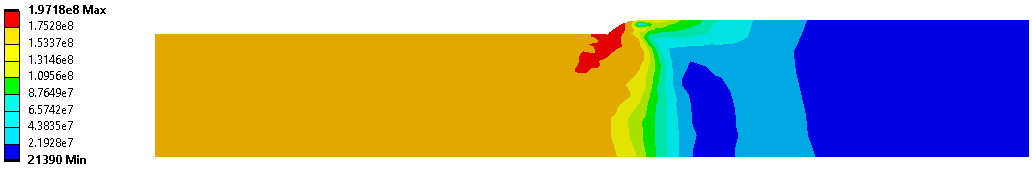 1.9718e8 Max
1.7528e8
1.5337e8
1.3146e8
1.0956e8
8.7649e7
6.5742e7
4.3835e7
2.1928e7
21390 Min